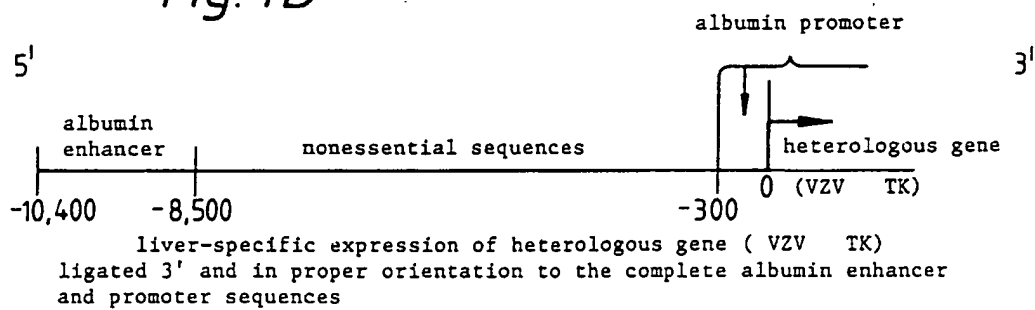 Fig. 1B
albumin promoter
5' 3'
albumin
enhancer nonessential sequences heterologous gene
-10,400 -8,500 -300 0 (VZV TK)
liver-specific expression of heterologous gene ( VZV TK)
ligated 3' and in proper orientation to the complete albumin enhancer
and promoter sequences